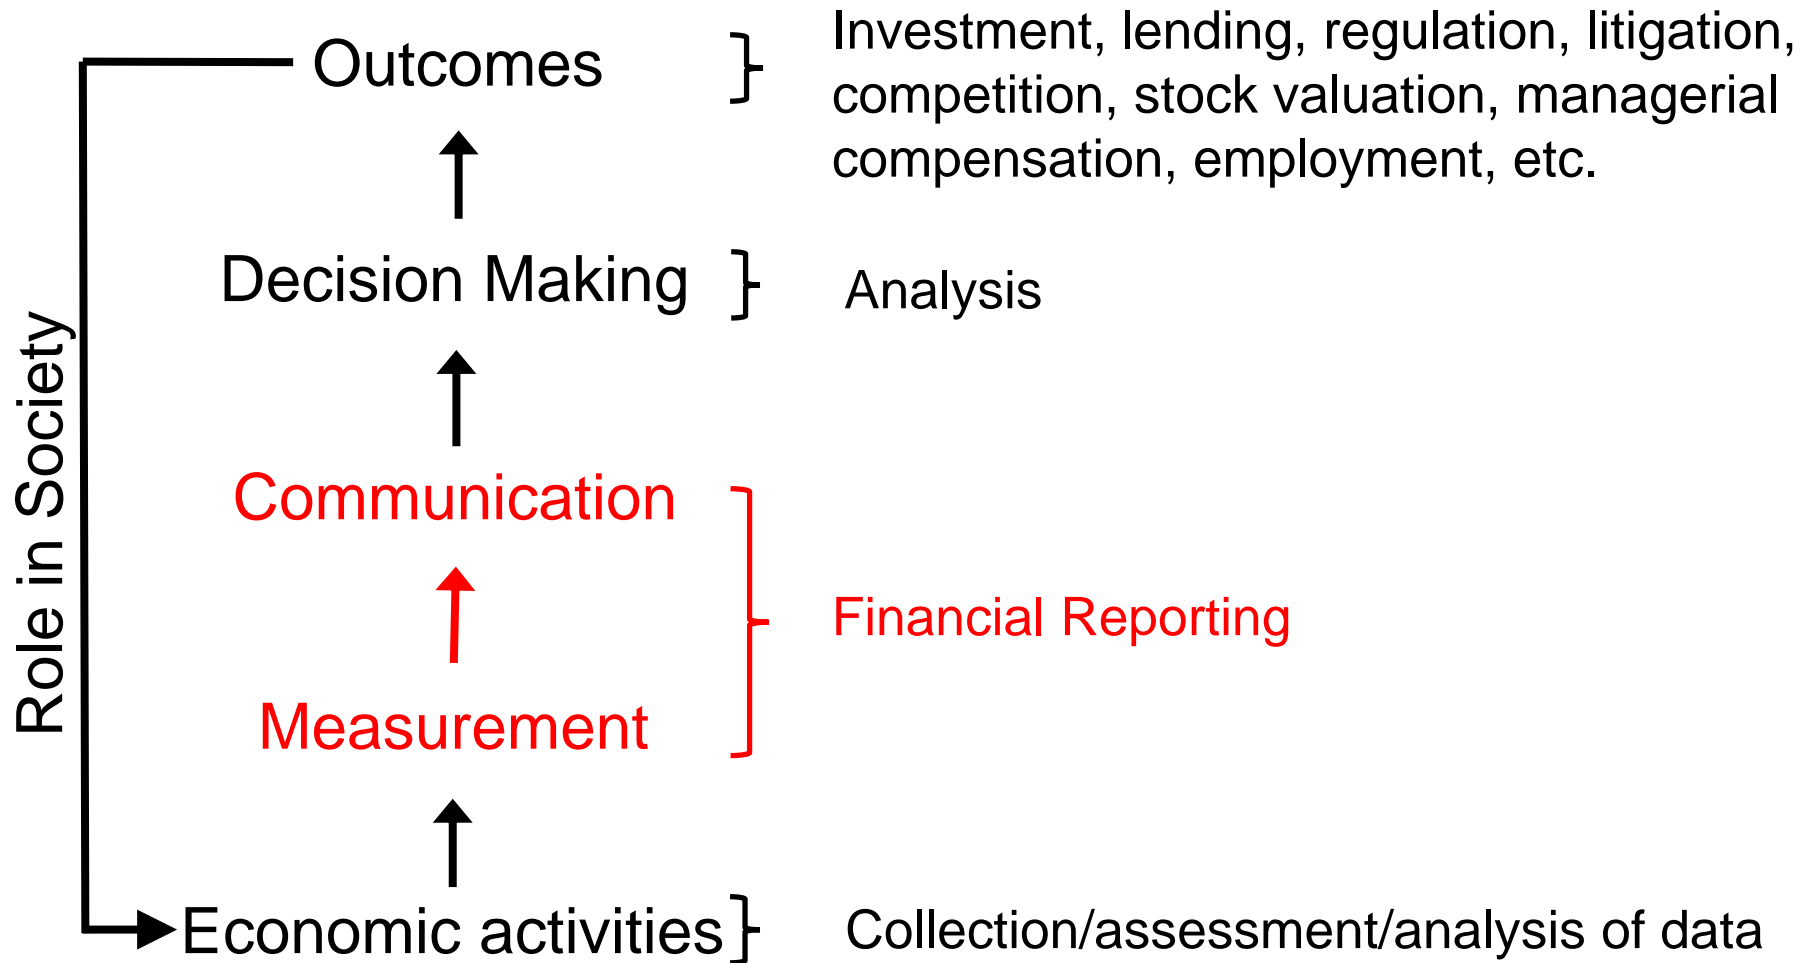 Role in Society
Outcomes
Investment, lending, regulation, litigation,
competition, stock valuation, managerial
compensation, employment, etc.
Decision Making
Analysis
Communication
Financial Reporting
Measurement
Economic activities
Collection/assessment/analysis of data